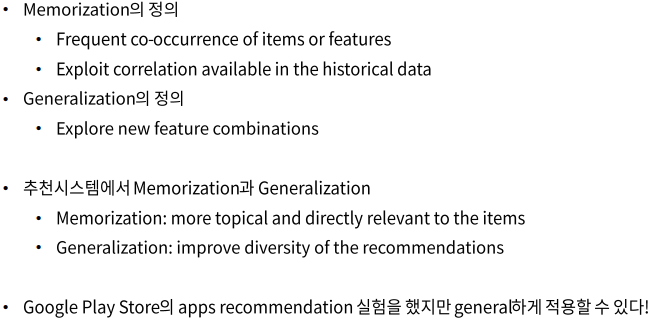 • Memorization의 정의
• Frequent co-occurrence of items or features
• Exploit correlation available in the historical data
• Generalization의 정의
• Explore new feature combinations
• 추천시스템에서 Memorization과 Generalization
• Memorization: more topical and directly relevant to the items
• Generalization: improve diversity of the recommendations
• Google Play Store의 apps recommendation 실험을 했지만 general하게 적용할 수 있다!